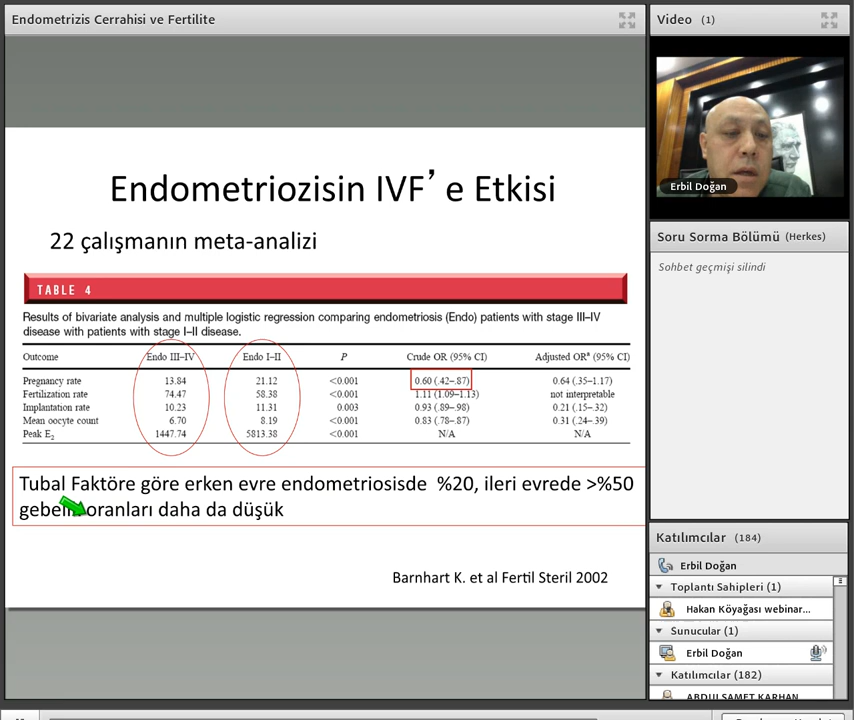 Endometrizis Cerrahisi ve Fertilite
Endometriozisin IVF’ e Etkisi
22 çalışmanın meta-analizi
TABLE 4
Results of bivariate analysis and multiple logistic regression comparing endometriosis (Endo) patients with stage III–IV
disease with patients with stage I–II disease.
Outcome Endo III–IV Endo I–II P Crude OR (95% CI) Adjusted ORª (95% CI)
Pregnancy rate 13.84 21.12 <0.001 0.60 (.42–.87) 0.64 (.35–1.17)
Fertilization rate 74.47 58.38 <0.001 1.11 (1.09–1.13) not interpretable
Implantation rate 10.23 11.31 0.003 0.93 (.89–.98) 0.21 (.15–.32)
Mean oocyte count 6.70 8.19 <0.001 0.83 (.78–.87) 0.31 (.24–.39)
Peak E₂ 1447.74 5813.38 <0.001 N/A N/A
Tubal Faktöre göre erken evre endometriosisde %20, ileri evrede >%50
oranları daha da düşük
Barnhart K. et al Fertil Steril 2002
Video (1)
Erbil Doğan
Soru Sorma Bölümü (Herkes)
Sohbet geçmişi silindi
Katılımcılar (184)
Erbil Doğan
Toplantı Sahipleri (1)
Hakan Köyağası webinar...
Sunucular (1)
Erbil Doğan
Katılımcılar (182)
ABDULSAMET KARHAN